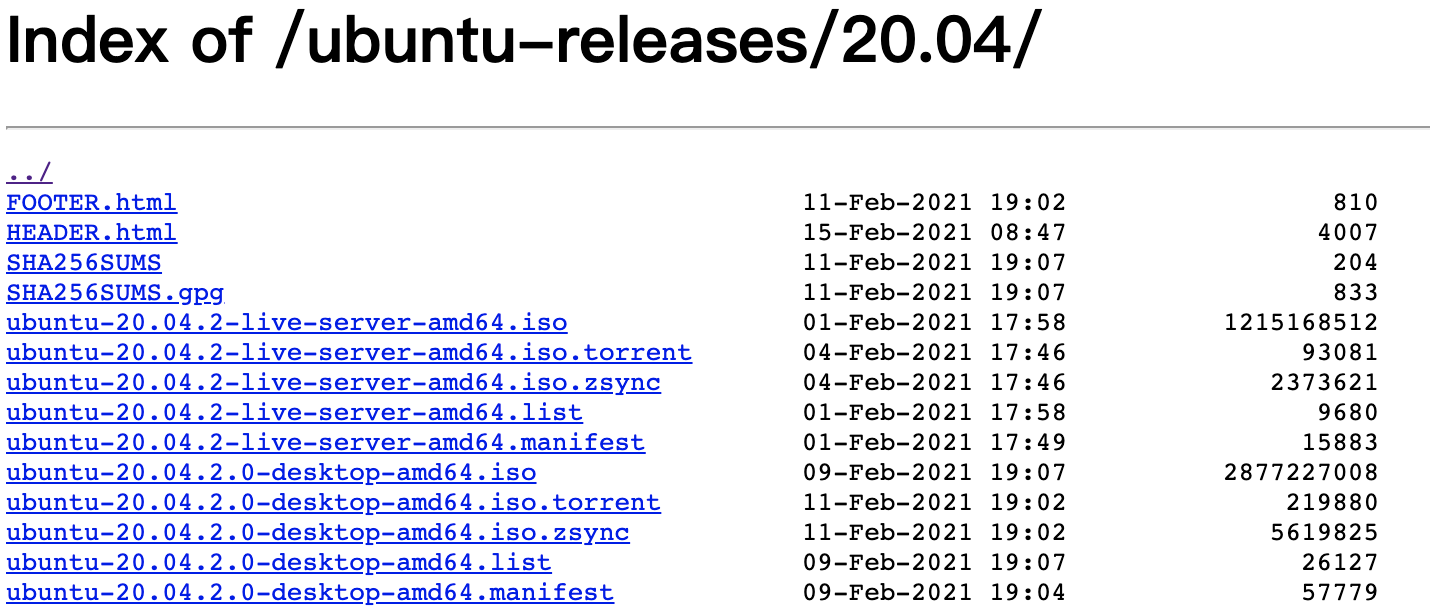 Index of /ubuntu-releases/20.04/
../
FOOTER.html 11-Feb-2021 19:02 810
HEADER.html 15-Feb-2021 08:47 4007
SHA256SUMS 11-Feb-2021 19:07 204
SHA256SUMS.gpg 11-Feb-2021 19:07 833
ubuntu-20.04.2-live-server-amd64.iso 01-Feb-2021 17:58 1215168512
ubuntu-20.04.2-live-server-amd64.iso.torrent 04-Feb-2021 17:46 93081
ubuntu-20.04.2-live-server-amd64.iso.zsync 04-Feb-2021 17:46 2373621
ubuntu-20.04.2-live-server-amd64.list 01-Feb-2021 17:58 9680
ubuntu-20.04.2-live-server-amd64.manifest 01-Feb-2021 17:49 15883
ubuntu-20.04.2.0-desktop-amd64.iso 09-Feb-2021 19:07 2877227008
ubuntu-20.04.2.0-desktop-amd64.iso.torrent 11-Feb-2021 19:02 219880
ubuntu-20.04.2.0-desktop-amd64.iso.zsync 11-Feb-2021 19:02 5619825
ubuntu-20.04.2.0-desktop-amd64.list 09-Feb-2021 19:07 26127
ubuntu-20.04.2.0-desktop-amd64.manifest 09-Feb-2021 19:04 57779